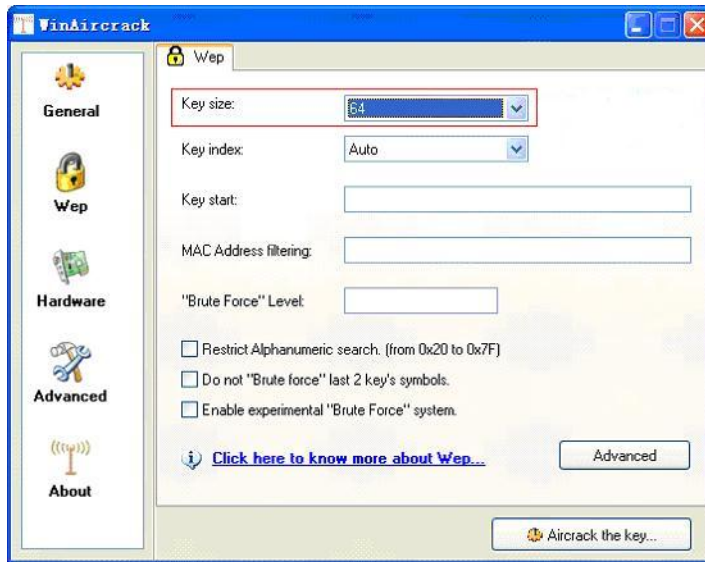 WinAircrack
General
Wep
Hardware
Advanced
About
Wep
Key size: 64
Key index: Auto
Key start:
MAC Address filtering:
"Brute Force" Level:
Restrict Alphanumeric search. (from 0x20 to 0x7F)
Do not "Brute force" last 2 key's symbols.
Enable experimental "Brute Force" system.
Click here to know more about Wep...
Advanced
Aircrack the key...